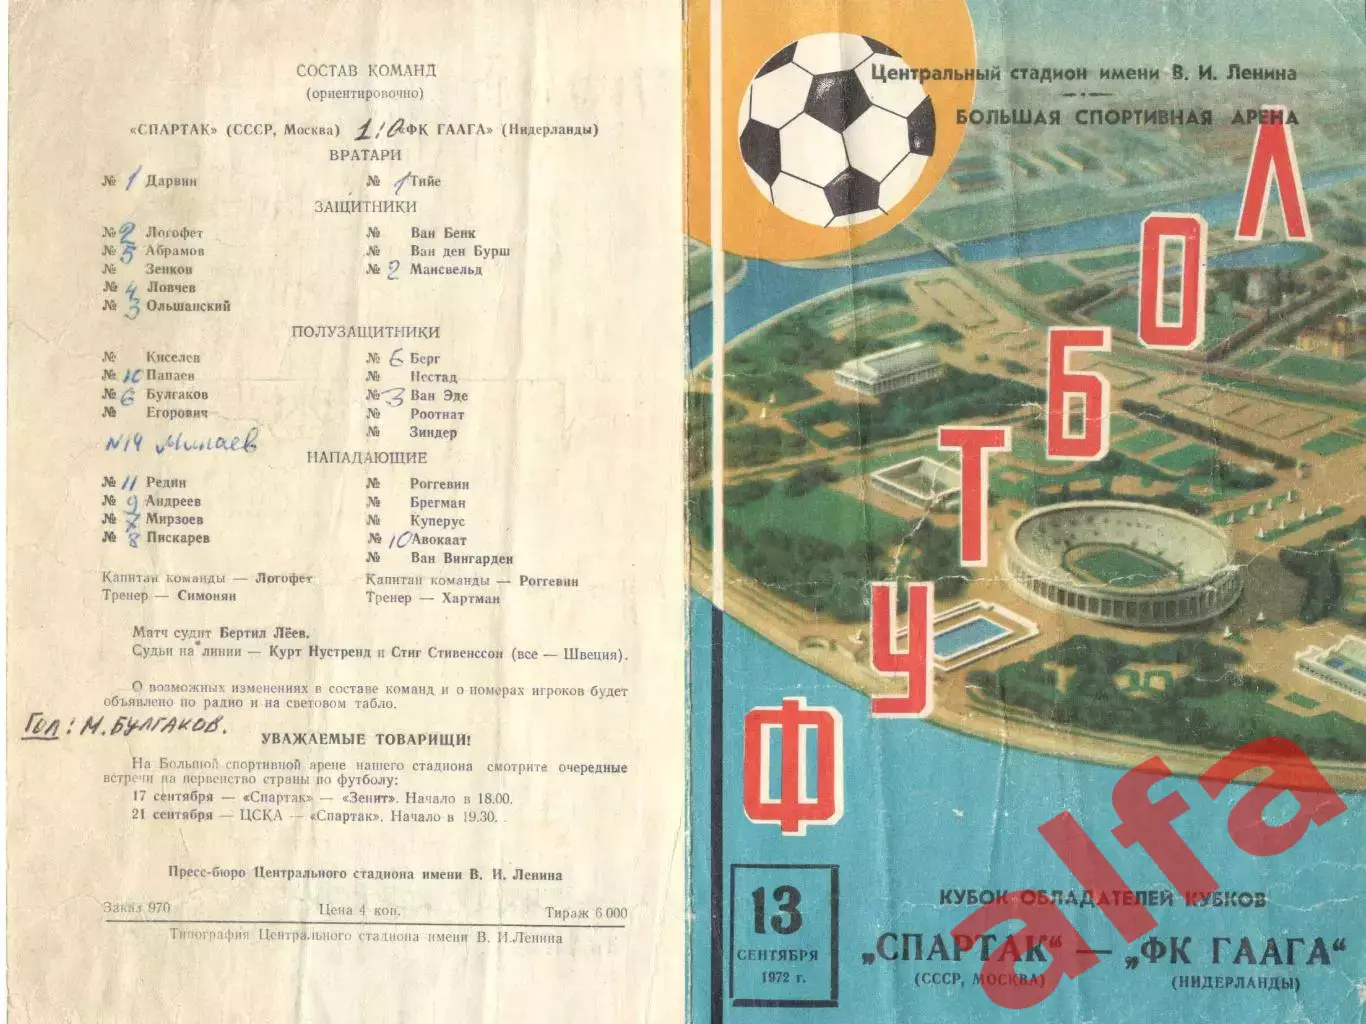 СОСТАВ КОМАНД
(ориентировочно)
«СПАРТАК» (СССР, Москва) 1:0 «ФК ГААГА» (Нидерланды)
ВРАТАРИ
№ 1 Дарвин № 1 Тийе
ЗАЩИТНИКИ
№ 2 Логофет № Ван Бенк
№ 5 Абрамов № Ван ден Бурш
№ Зенков № 2 Мансвельд
№ 4 Ловчев
№ 3 Ольшанский
ПОЛУЗАЩИТНИКИ
№ Киселев № 6 Берг
№ 10 Папаев № Нестад
№ 6 Булгаков № 3 Ван Эде
№ Егорович № Роотнат
№ Зиндер
N14 Минаев
НАПАДАЮЩИЕ
№ 11 Редин № Роггевин
№ 9 Андреев № Брегман
№ 7 Мирзоев № Куперус
№ 8 Пискарев № 10 Авокаат
№ Ван Вингарден
Капитан команды — Логофет Капитан команды — Роггевин
Тренер — Симонян Тренер — Хартман
Матч судит Бертил Лёев.
Судьи на линии — Курт Нустренд и Стиг Стивенссон (все — Швеция).
О возможных изменениях в составе команд и о номерах игроков будет
объявлено по радио и на световом табло.
Гол: М. БУЛГАКОВ.
УВАЖАЕМЫЕ ТОВАРИЩИ!
На Большой спортивной арене нашего стадиона смотрите очередные
встречи на первенство страны по футболу:
17 сентября — «Спартак» — «Зенит». Начало в 18.00.
21 сентября — ЦСКА — «Спартак». Начало в 19.30.
Пресс-бюро Центрального стадиона имени В. И. Ленина
Заказ 970 Цена 4 коп. Тираж 6 000
Типография Центрального стадиона имени В. И.Ленина
Центральный стадион имени В. И. Ленина
БОЛЬШАЯ СПОРТИВНАЯ АРЕНА
ФУТБОЛ
13
СЕНТЯБРЯ
1972 г.
КУБОК ОБЛАДАТЕЛЕЙ КУБКОВ
„СПАРТАК“ — „ФК ГААГА“
(СССР, МОСКВА) (НИДЕРЛАНДЫ)
alfa